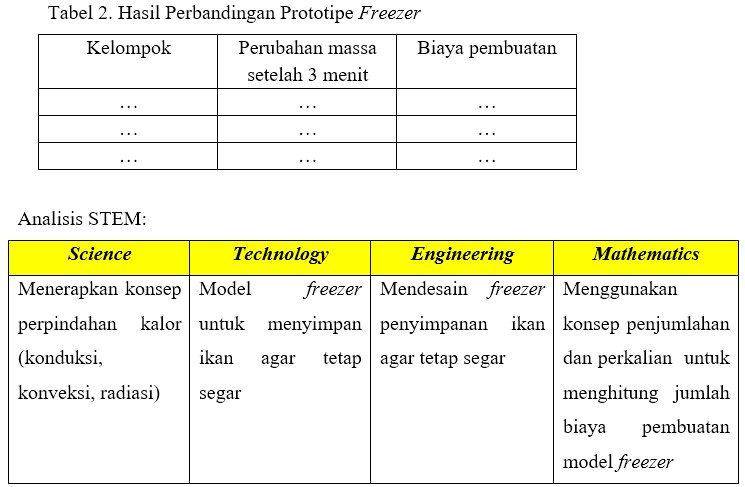 Tabel 2. Hasil Perbandingan Prototipe Freezer
Kelompok
Perubahan massa
setelah 3 menit
Biaya pembuatan
… … …
… … …
… … …
Analisis STEM:
Science
Technology
Engineering
Mathematics
Menerapkan konsep
perpindahan kalor
(konduksi,
konveksi, radiasi)
Model freezer
untuk menyimpan
ikan agar tetap
segar
Mendesain freezer
penyimpanan ikan
agar tetap segar
Menggunakan
konsep penjumlahan
dan perkalian untuk
menghitung jumlah
biaya pembuatan
model freezer